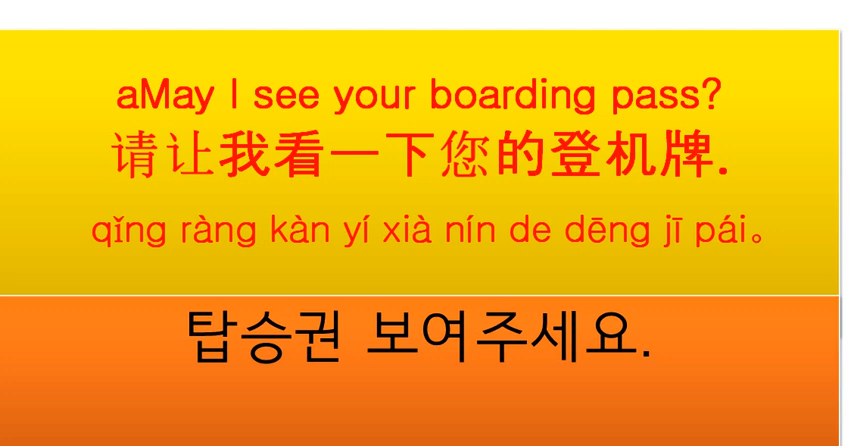 aMay I see your boarding pass?
请让我看一下您的登机牌.
qǐng ràng kàn yí xià nín de dēng jī pái。
탑승권 보여주세요.